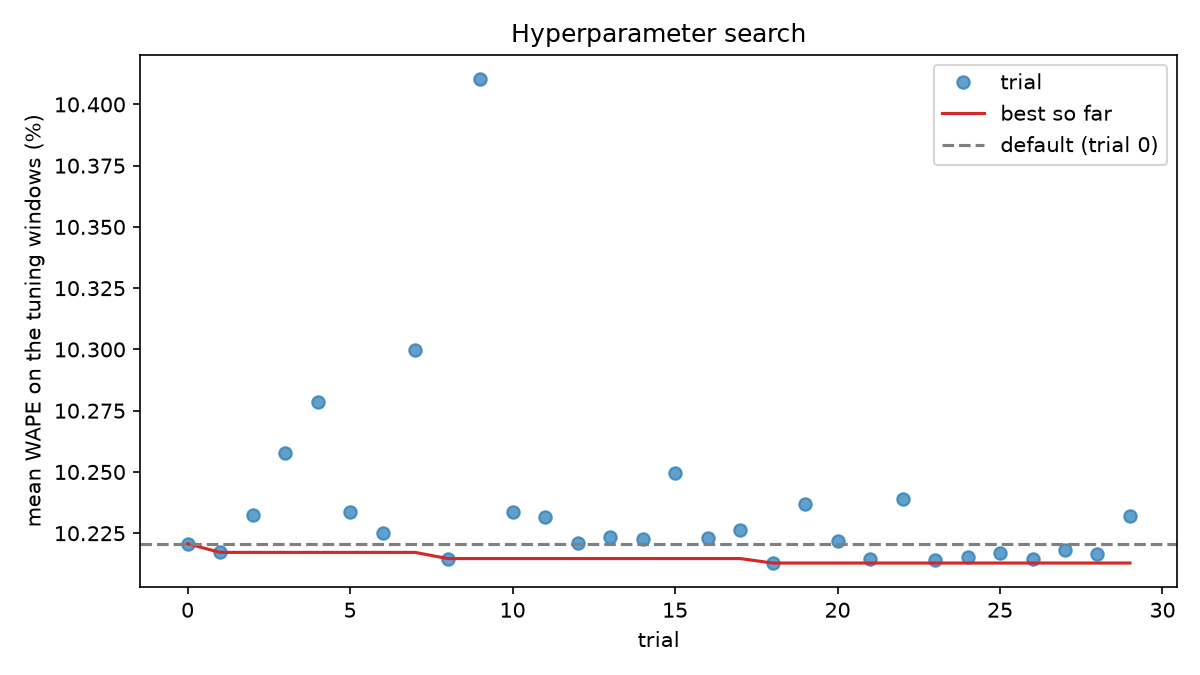 Hyperparameter search
mean WAPE on the tuning windows (%)
10.400
10.375
10.350
10.325
10.300
10.275
10.250
10.225
trial
best so far
default (trial 0)
0
5
10
15
20
25
30
trial